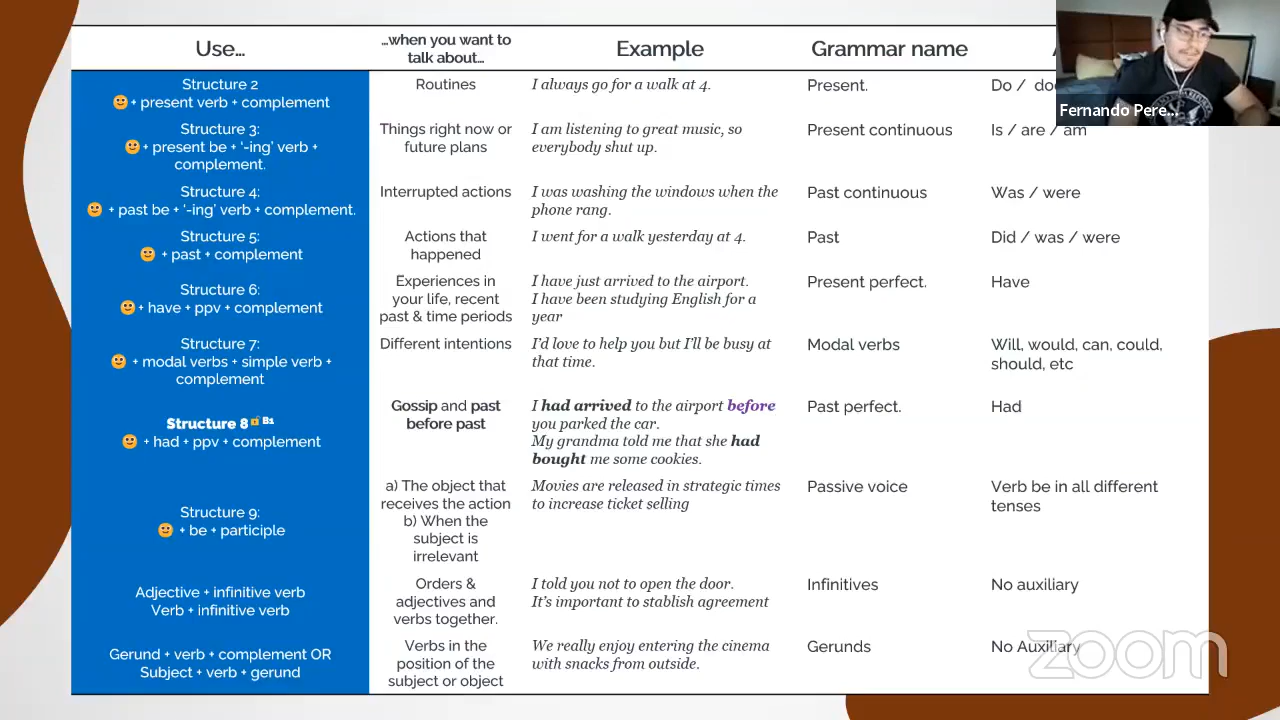 Use...
...when you want to
talk about...
Example
Grammar name
Structure 2
+ present verb + complement
Routines
I always go for a walk at 4.
Present.
Do /
Structure 3:
+ present be + ‘-ing’ verb +
complement.
Things right now or
future plans
I am listening to great music, so
everybody shut up.
Present continuous
Is / are / am
Structure 4:
+ past be + ‘-ing’ verb + complement.
Interrupted actions
I was washing the windows when the
phone rang.
Past continuous
Was / were
Structure 5:
+ past + complement
Actions that
happened
I went for a walk yesterday at 4.
Past
Did / was / were
Structure 6:
+ have + ppv + complement
Experiences in
your life, recent
past & time periods
I have just arrived to the airport.
I have been studying English for a
year
Present perfect.
Have
Structure 7:
+ modal verbs + simple verb +
complement
Different intentions
I'd love to help you but I'll be busy at
that time.
Modal verbs
Will, would, can, could,
should, etc
Structure 8 B1
+ had + ppv + complement
Gossip and past
before past
I had arrived to the airport before
you parked the car.
My grandma told me that she had
bought me some cookies.
Past perfect.
Had
Structure 9:
+ be + participle
a) The object that
receives the action
b) When the
subject is
irrelevant
Movies are released in strategic times
to increase ticket selling
Passive voice
Verb be in all different
tenses
Adjective + infinitive verb
Verb + infinitive verb
Orders &
adjectives and
verbs together.
I told you not to open the door.
It's important to stablish agreement
Infinitives
No auxiliary
Gerund + verb + complement OR
Subject + verb + gerund
Verbs in the
position of the
subject or object
We really enjoy entering the cinema
with snacks from outside.
Gerunds
No Auxiliary
Fernando Pere...
zoom